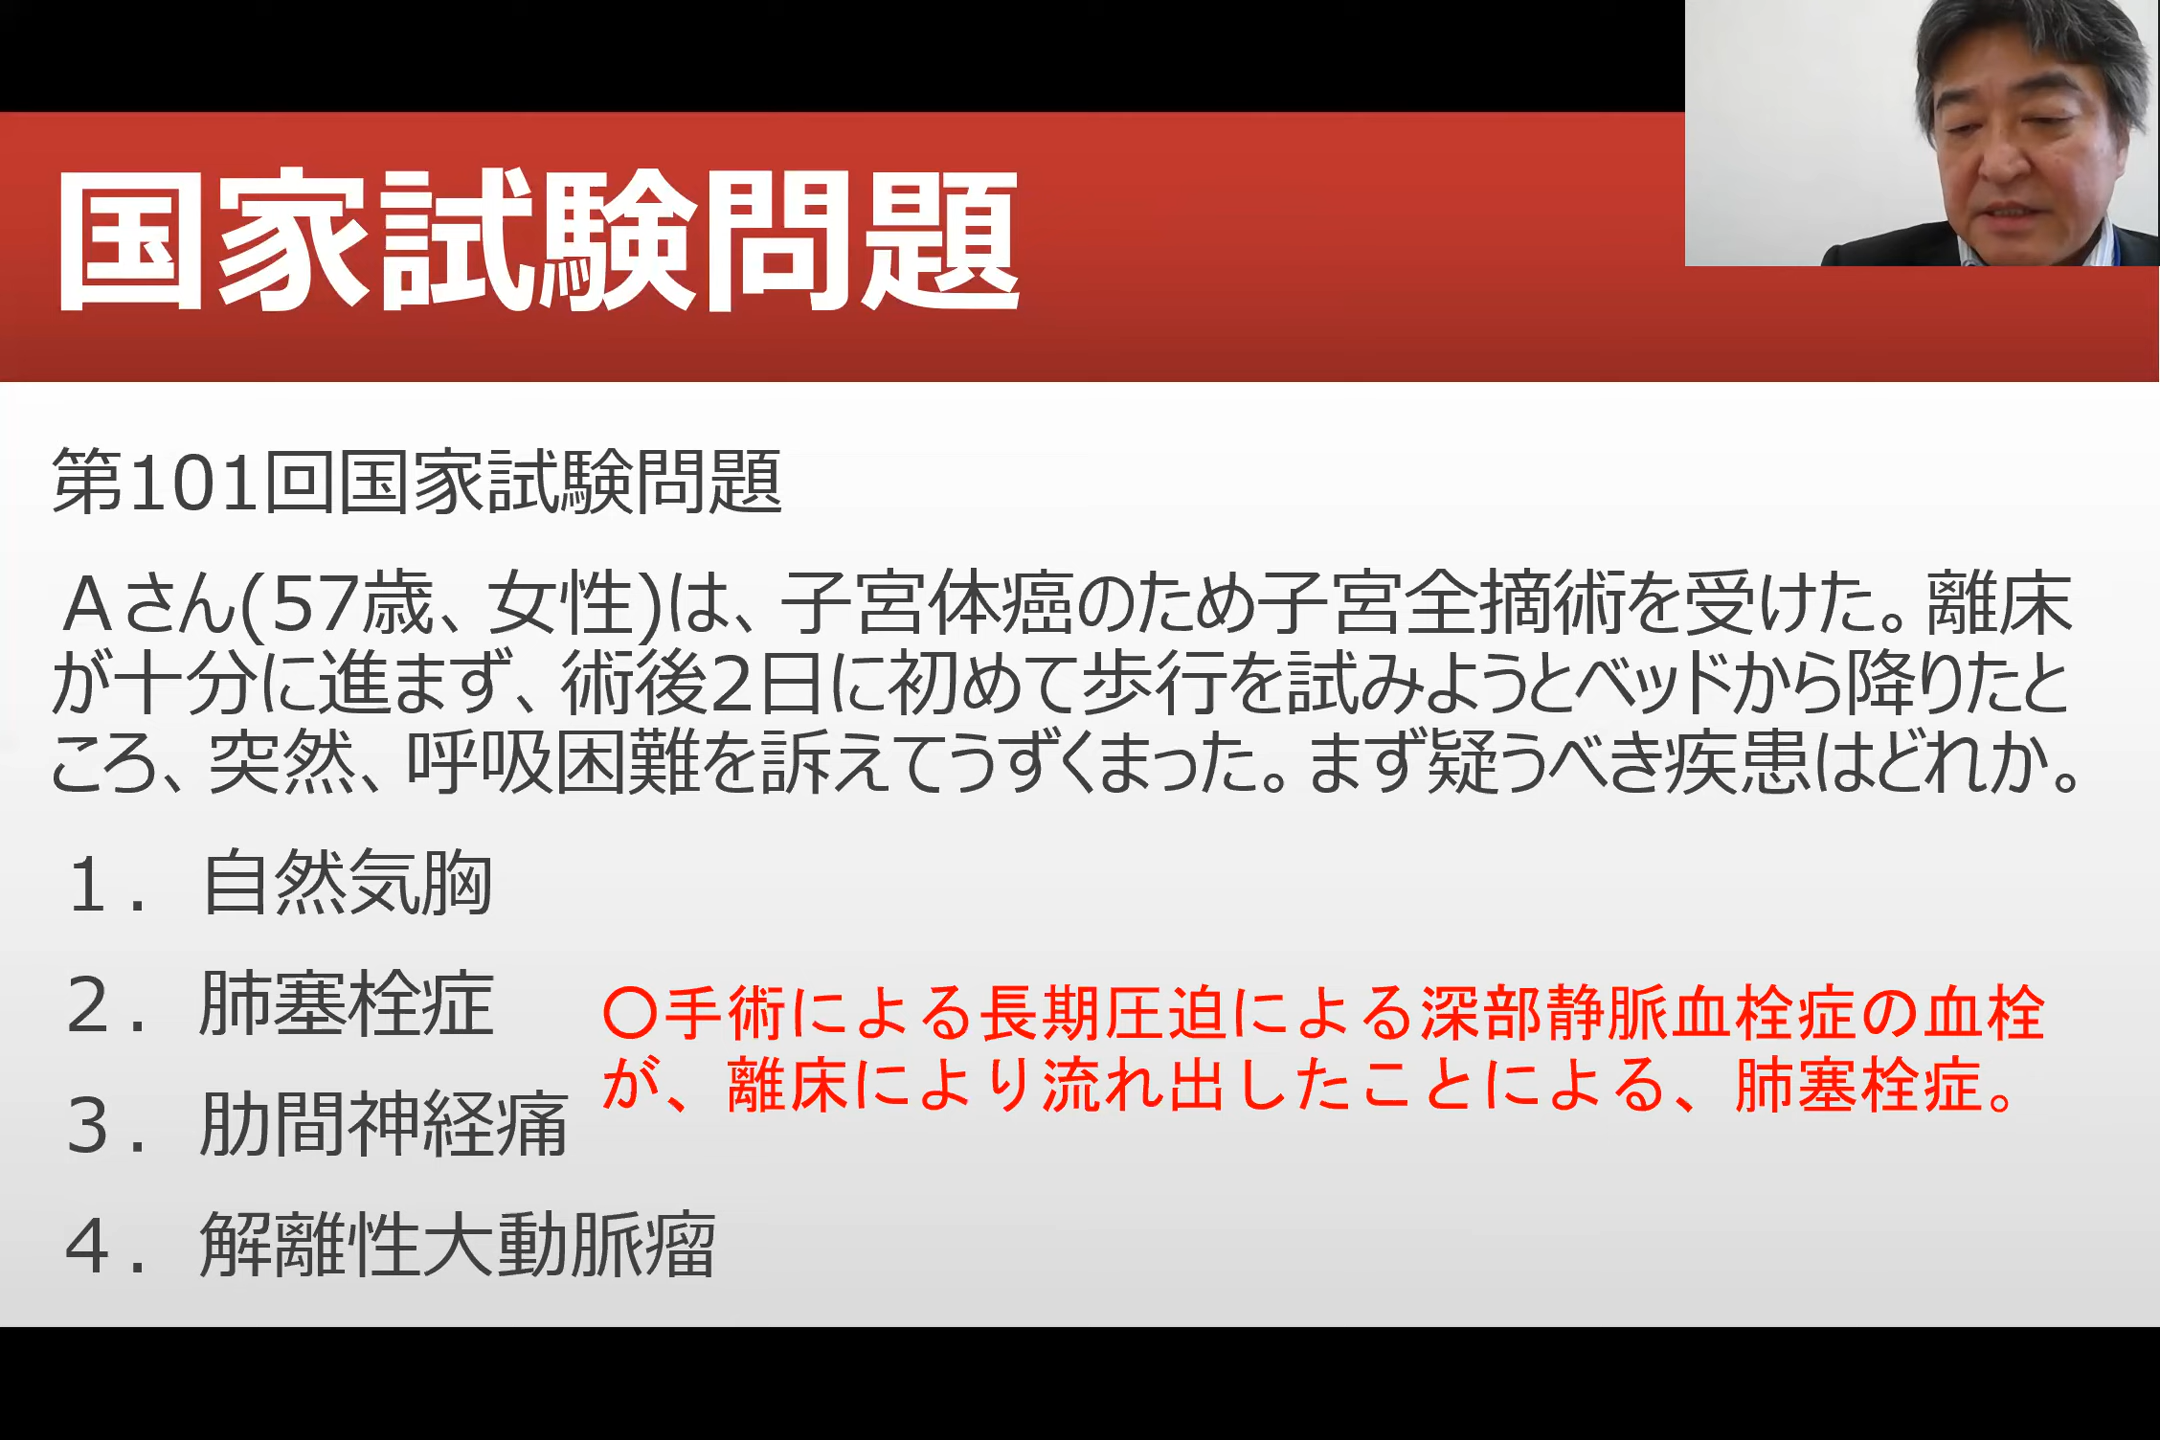 国家試験問題
第101回国家試験問題
Aさん(57歳、女性)は、子宮体癌のため子宮全摘術を受けた。離床
が十分に進まず、術後2日に初めて歩行を試みようとベッドから降りたと
ころ、突然、呼吸困難を訴えてうずくまった。まず疑うべき疾患はどれか。
１．自然気胸
２．肺塞栓症
〇手術による長期圧迫による深部静脈血栓症の血栓
が、離床により流れ出したことによる、肺塞栓症。
３．肋間神経痛
４．解離性大動脈瘤